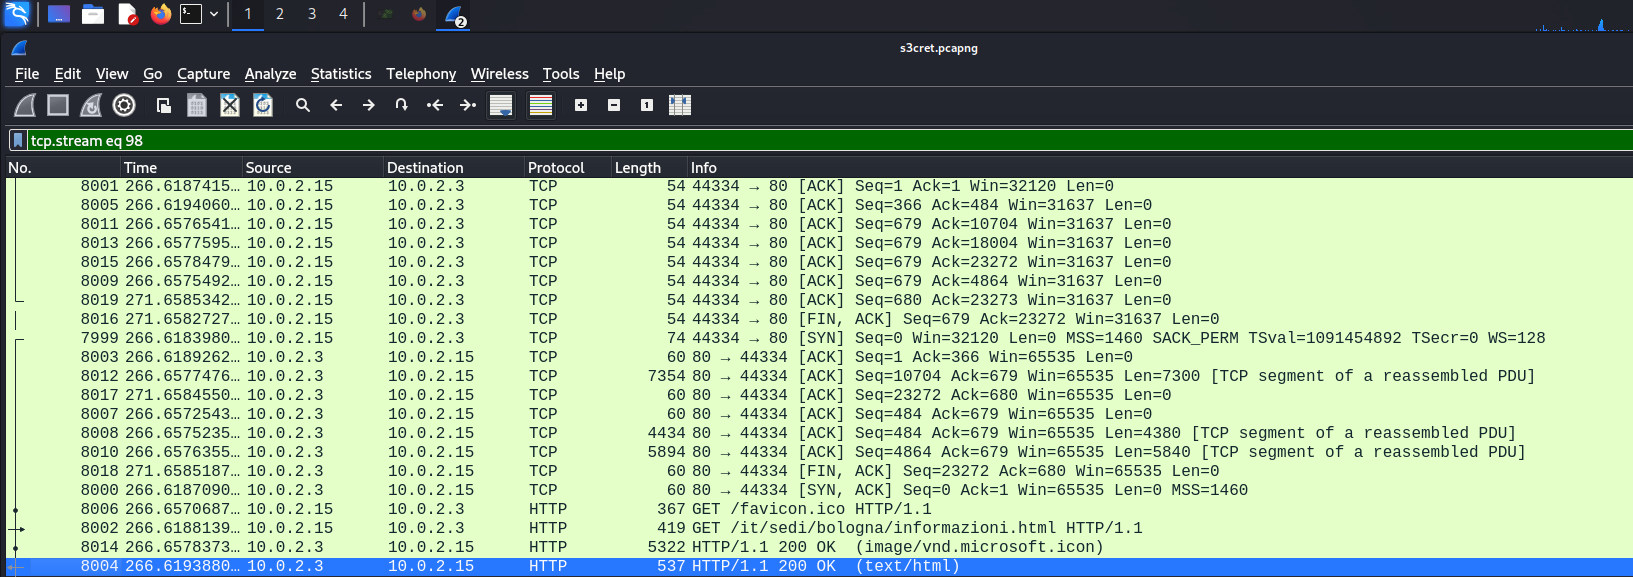 1 2 3 4 2
s3cret.pcapng
File Edit View Go Capture Analyze Statistics Telephony Wireless Tools Help
tcp.stream eq 98
No. Time Source Destination Protocol Length Info
8001 266.6187415… 10.0.2.15 10.0.2.3 TCP 54 44334 → 80 [ACK] Seq=1 Ack=1 Win=32120 Len=0
8005 266.6194060… 10.0.2.15 10.0.2.3 TCP 54 44334 → 80 [ACK] Seq=366 Ack=484 Win=31637 Len=0
8011 266.6576541… 10.0.2.15 10.0.2.3 TCP 54 44334 → 80 [ACK] Seq=679 Ack=10704 Win=31637 Len=0
8013 266.6577595… 10.0.2.15 10.0.2.3 TCP 54 44334 → 80 [ACK] Seq=679 Ack=18004 Win=31637 Len=0
8015 266.6578479… 10.0.2.15 10.0.2.3 TCP 54 44334 → 80 [ACK] Seq=679 Ack=23272 Win=31637 Len=0
8009 266.6575492… 10.0.2.15 10.0.2.3 TCP 54 44334 → 80 [ACK] Seq=679 Ack=4864 Win=31637 Len=0
8019 271.6585342… 10.0.2.15 10.0.2.3 TCP 54 44334 → 80 [ACK] Seq=680 Ack=23273 Win=31637 Len=0
8016 271.6582727… 10.0.2.15 10.0.2.3 TCP 54 44334 → 80 [FIN, ACK] Seq=679 Ack=23272 Win=31637 Len=0
7999 266.6183980… 10.0.2.15 10.0.2.3 TCP 74 44334 → 80 [SYN] Seq=0 Win=32120 Len=0 MSS=1460 SACK_PERM TSval=1091454892 TSecr=0 WS=128
8003 266.6189262… 10.0.2.3 10.0.2.15 TCP 60 80 → 44334 [ACK] Seq=1 Ack=366 Win=65535 Len=0
8012 266.6577476… 10.0.2.3 10.0.2.15 TCP 7354 80 → 44334 [ACK] Seq=10704 Ack=679 Win=65535 Len=7300 [TCP segment of a reassembled PDU]
8017 271.6584550… 10.0.2.3 10.0.2.15 TCP 60 80 → 44334 [ACK] Seq=23272 Ack=680 Win=65535 Len=0
8007 266.6572543… 10.0.2.3 10.0.2.15 TCP 60 80 → 44334 [ACK] Seq=484 Ack=679 Win=65535 Len=0
8008 266.6575235… 10.0.2.3 10.0.2.15 TCP 4434 80 → 44334 [ACK] Seq=484 Ack=679 Win=65535 Len=4380 [TCP segment of a reassembled PDU]
8010 266.6576355… 10.0.2.3 10.0.2.15 TCP 5894 80 → 44334 [ACK] Seq=4864 Ack=679 Win=65535 Len=5840 [TCP segment of a reassembled PDU]
8018 271.6585187… 10.0.2.3 10.0.2.15 TCP 60 80 → 44334 [FIN, ACK] Seq=23272 Ack=680 Win=65535 Len=0
8000 266.6187090… 10.0.2.3 10.0.2.15 TCP 60 80 → 44334 [SYN, ACK] Seq=0 Ack=1 Win=65535 Len=0 MSS=1460
8006 266.6570687… 10.0.2.15 10.0.2.3 HTTP 367 GET /favicon.ico HTTP/1.1
8002 266.6188139… 10.0.2.15 10.0.2.3 HTTP 419 GET /it/sedi/bologna/informazioni.html HTTP/1.1
8014 266.6578373… 10.0.2.3 10.0.2.15 HTTP 5322 HTTP/1.1 200 OK (image/vnd.microsoft.icon)
8004 266.6193880… 10.0.2.3 10.0.2.15 HTTP 537 HTTP/1.1 200 OK (text/html)